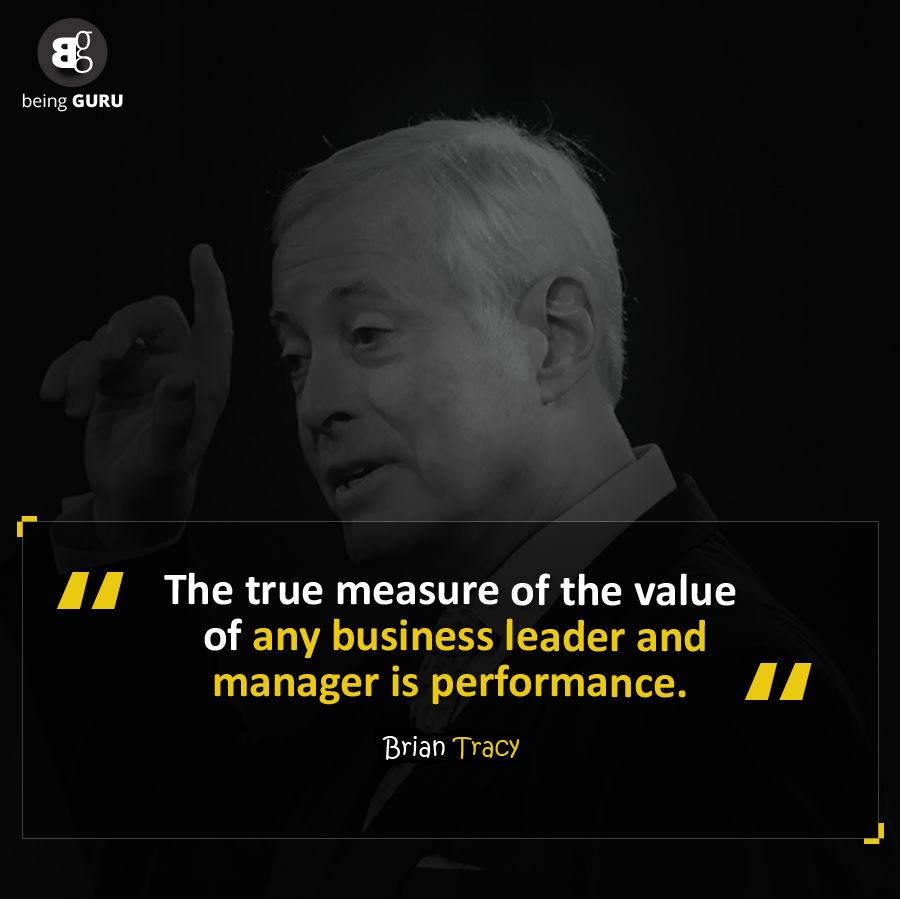 Bg
being GURU
“ The true measure of the value
of any business leader and
manager is performance. "
Brian Tracy